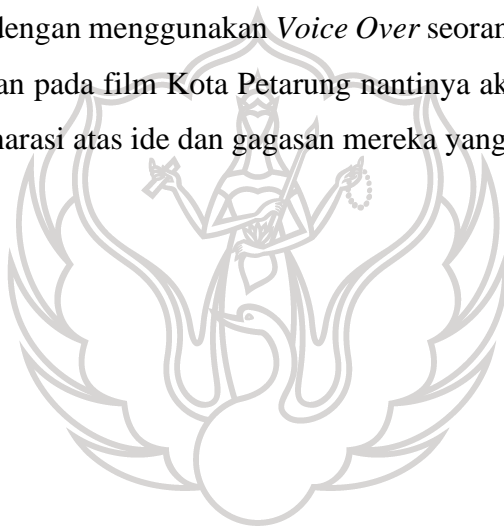 dengan menggunakan Voice Over seoran
an pada film Kota Petarung nantinya ak
narasi atas ide dan gagasan mereka yang